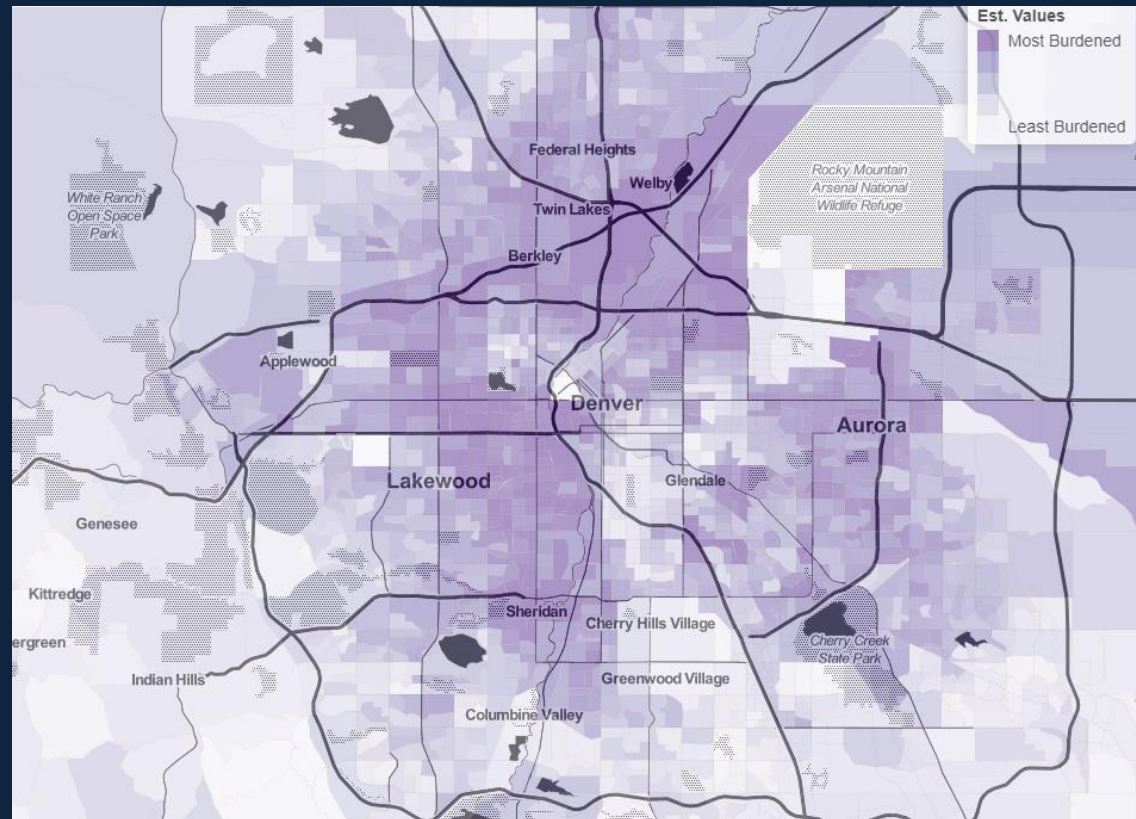 Est. Values
Most Burdened
Least Burdened
Federal Heights
Welby
Rocky Mountain
Arsenal National
Wildlife Refuge
White Ranch
Open Space
Park
Twin Lakes
Berkley
Applewood
Denver
Aurora
Lakewood
Glendale
Genesee
Kittredge
ergreen
Sheridan
Cherry Hills Village
Cherry Creek
State Park
Indian Hills
Greenwood Village
Columbine Valley